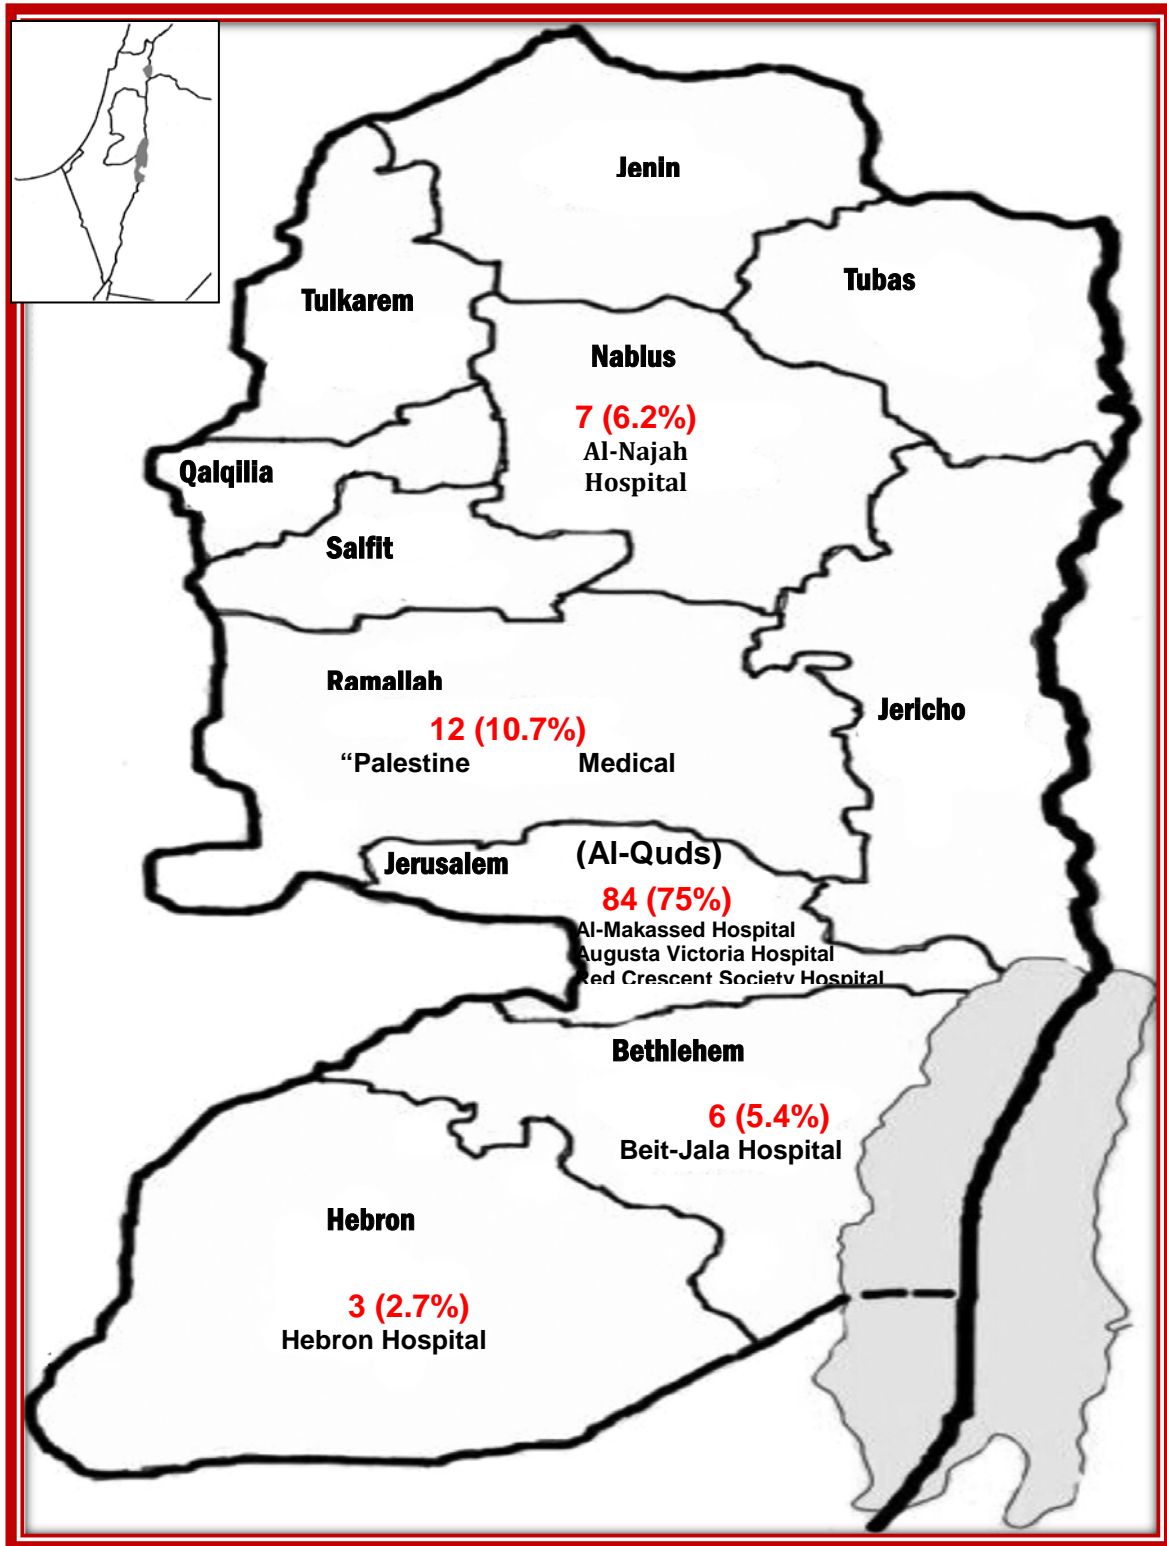 Jenin
Tubas
Tulkarem
Nablus
7 (6.2%)
Al-Najah
Hospital
Qalqilia
Salfit
Ramallah
12 (10.7%)
“Palestine Medical
Jericho
Jerusalem (Al-Quds)
84 (75%)
Al-Makassed Hospital
Augusta Victoria Hospital
Red Crescent Society Hospital
Bethlehem
6 (5.4%)
Beit-Jala Hospital
Hebron
3 (2.7%)
Hebron Hospital